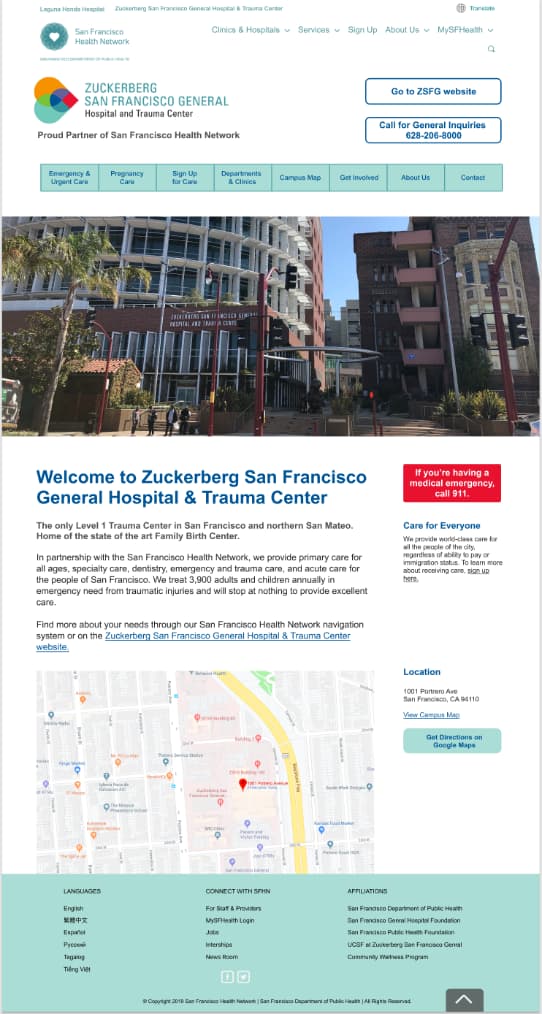 Laguna Honda Hospital Zuckerberg San Francisco General Hospital & Trauma Center Translate
San Francisco
Health Network
Clinics & Hospitals Services Sign Up About Us MySFHealth
SAN FRANCISCO DEPARTMENT OF PUBLIC HEALTH
ZUCKERBERG
SAN FRANCISCO GENERAL
Hospital and Trauma Center
Proud Partner of San Francisco Health Network
Go to ZSFG website
Call for General Inquiries
628-206-8000
Emergency &
Urgent Care
Pregnancy
Care
Sign Up
for Care
Departments
& Clinics
Campus Map
Get Involved
About Us
Contact
ZUCKERBERG SAN FRANCISCO GENERAL
HOSPITAL AND TRAUMA CENTER
Welcome to Zuckerberg San Francisco
General Hospital & Trauma Center
The only Level 1 Trauma Center in San Francisco and northern San Mateo.
Home of the state of the art Family Birth Center.
In partnership with the San Francisco Health Network, we provide primary care for
all ages, specialty care, dentistry, emergency and trauma care, and acute care for
the people of San Francisco. We treat 3,900 adults and children annually in
emergency need from traumatic injuries and will stop at nothing to provide excellent
care.
Find more about your needs through our San Francisco Health Network navigation
system or on the Zuckerberg San Francisco General Hospital & Trauma Center
website.
If you're having a
medical emergency,
call 911.
Care for Everyone
We provide world-class care for
all the people of the city,
regardless of ability to pay or
immigration status. To learn more
about receiving care, sign up
here.
1001 Potrero Avenue
Location
1001 Portrero Ave
San Francisco, CA 94110
View Campus Map
Get Directions on
Google Maps
LANGUAGES
English
繁體中文
Español
Русский
Tagalog
Tiếng Việt
CONNECT WITH SFHN
For Staff & Providers
MySFHealth Login
Jobs
Interships
News Room
AFFILIATIONS
San Francisco Department of Public Health
San Francisco Genral Hospital Foundation
San Francisco Public Health Foundation
UCSF at Zuckerberg San Francisco Genral
Community Wellness Program
© Copyright 2018 San Francisco Health Network | San Francisco Department of Public Health | All Rights Reserved.